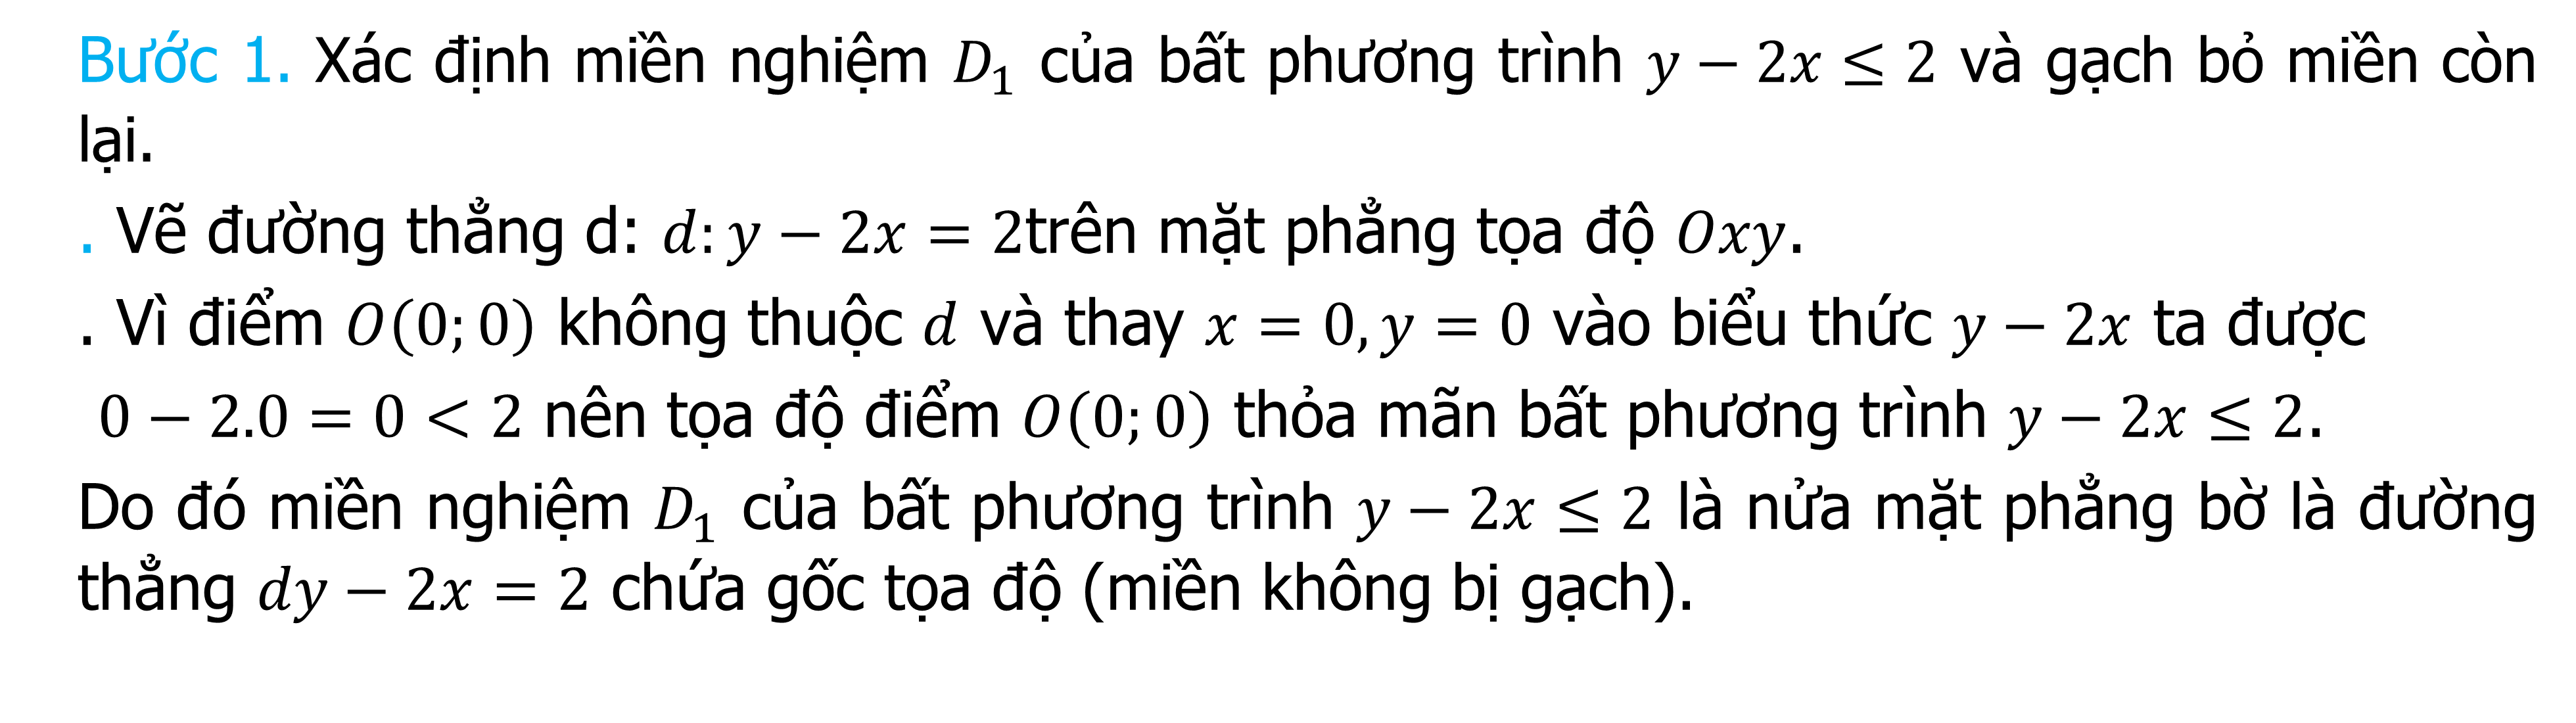 Bước 1. Xác định miền nghiệm D₁ của bất phương trình y − 2x ≤ 2 và gạch bỏ miền còn
lại.
. Vẽ đường thẳng d: d: y − 2x = 2trên mặt phẳng tọa độ Oxy.
. Vì điểm O(0; 0) không thuộc d và thay x = 0, y = 0 vào biểu thức y − 2x ta được
0 − 2.0 = 0 < 2 nên tọa độ điểm O(0; 0) thỏa mãn bất phương trình y − 2x ≤ 2.
Do đó miền nghiệm D₁ của bất phương trình y − 2x ≤ 2 là nửa mặt phẳng bờ là đường
thẳng dy − 2x = 2 chứa gốc tọa độ (miền không bị gạch).